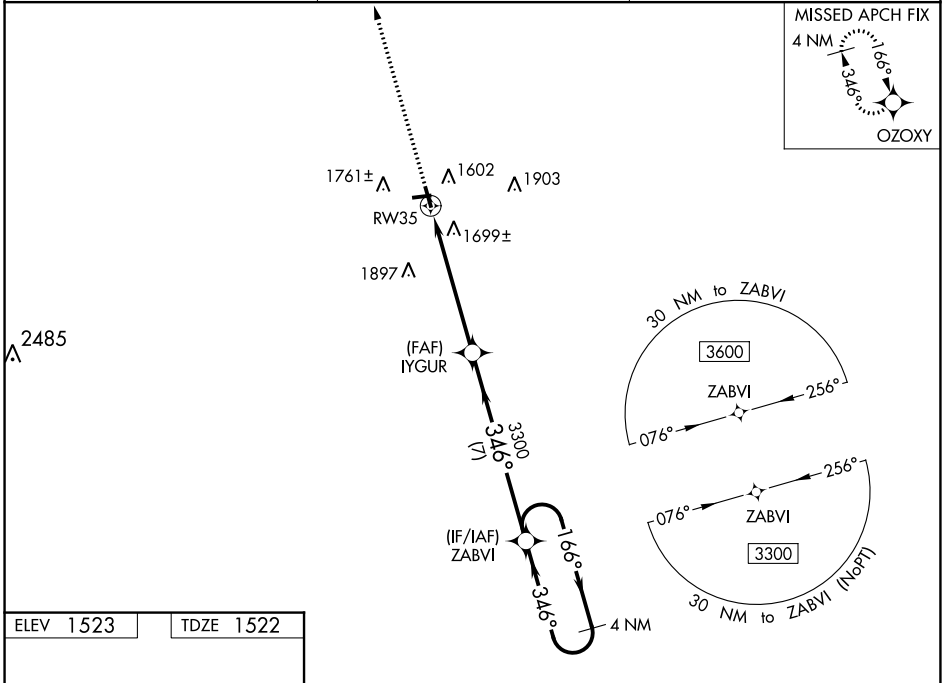 MISSED APCH FIX
4 NM
166°
346°
OZOXY
1761±
1602
1903
RW35
1699±
1897
2485
(FAF)
IYGUR
30 NM to ZABVI
3600
ZABVI
076°
256°
3300
346°
(7)
256°
076°
ZABVI
3300
30 NM to ZABVI (NoPT)
(IF/IAF)
ZABVI
166°
346°
4 NM
ELEV 1523
TDZE 1522